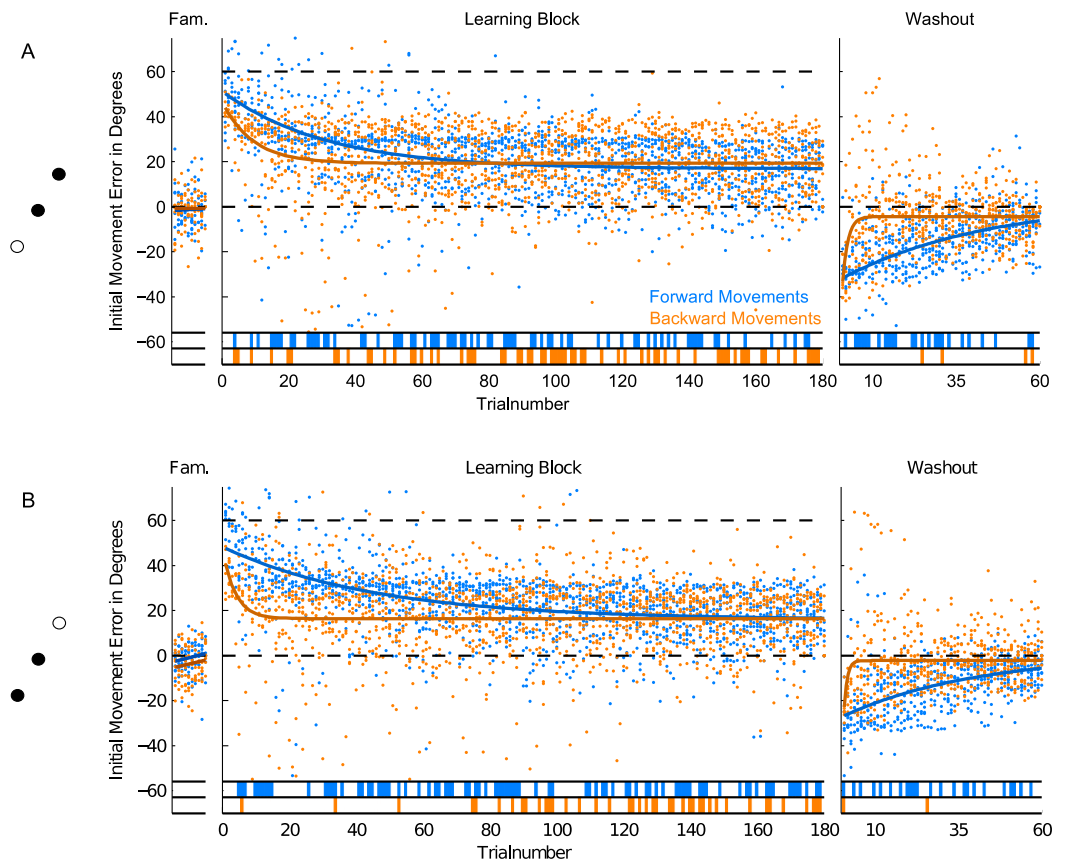 Fam. Learning Block Washout
A
Initial Movement Error in Degrees
60
40
20
0
−20
−40
−60
Forward Movements
Backward Movements
0 20 40 60 80 100 120 140 160 180 10 35 60
Trialnumber
Fam. Learning Block Washout
B
Initial Movement Error in Degrees
60
40
20
0
−20
−40
−60
0 20 40 60 80 100 120 140 160 180 10 35 60
Trialnumber